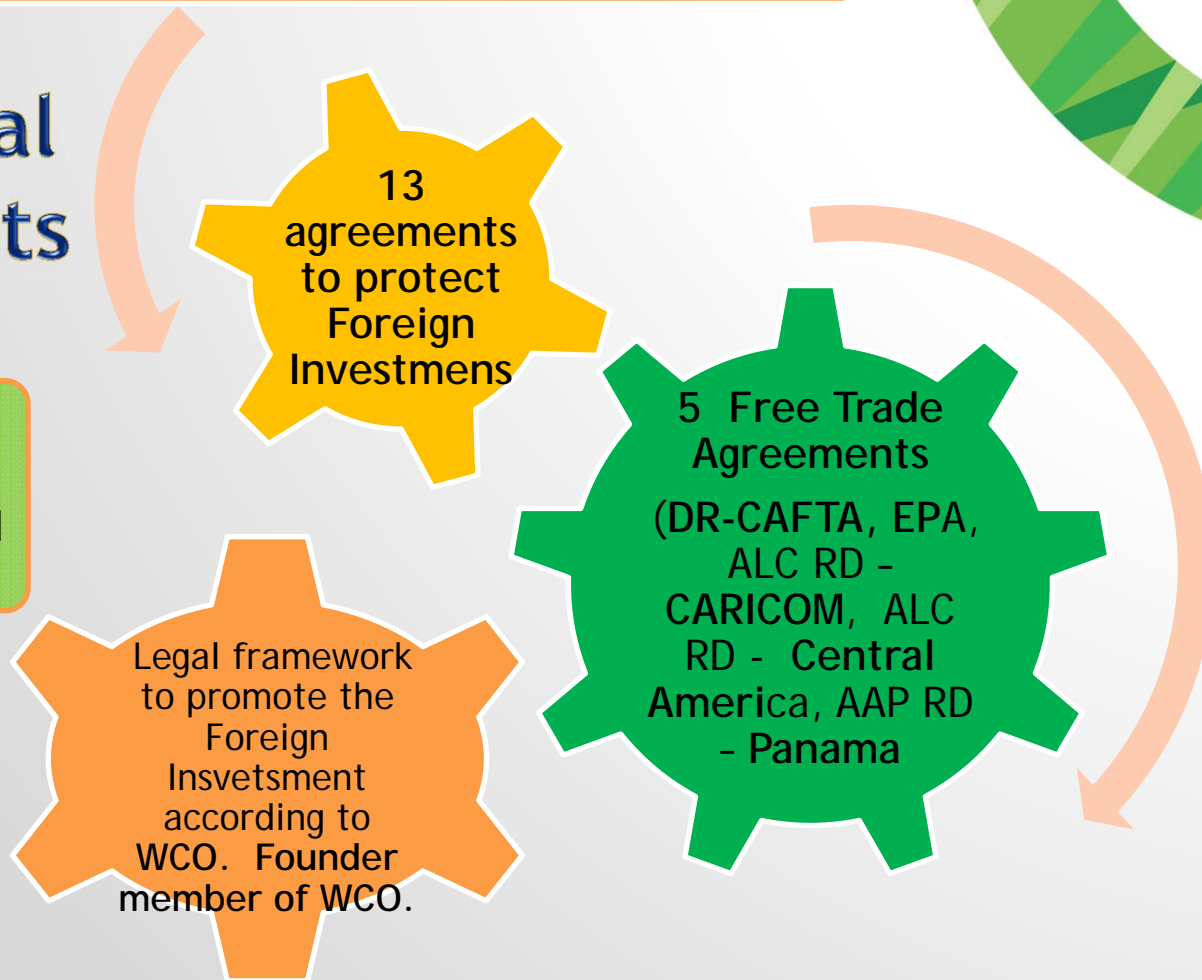 al
ts
13
agreements
to protect
Foreign
Investmens
5 Free Trade
Agreements
(DR-CAFTA, EPA,
ALC RD –
CARICOM, ALC
RD - Central
America, AAP RD
– Panama
Legal framework
to promote the
Foreign
Insvetsment
according to
WCO. Founder
member of WCO.